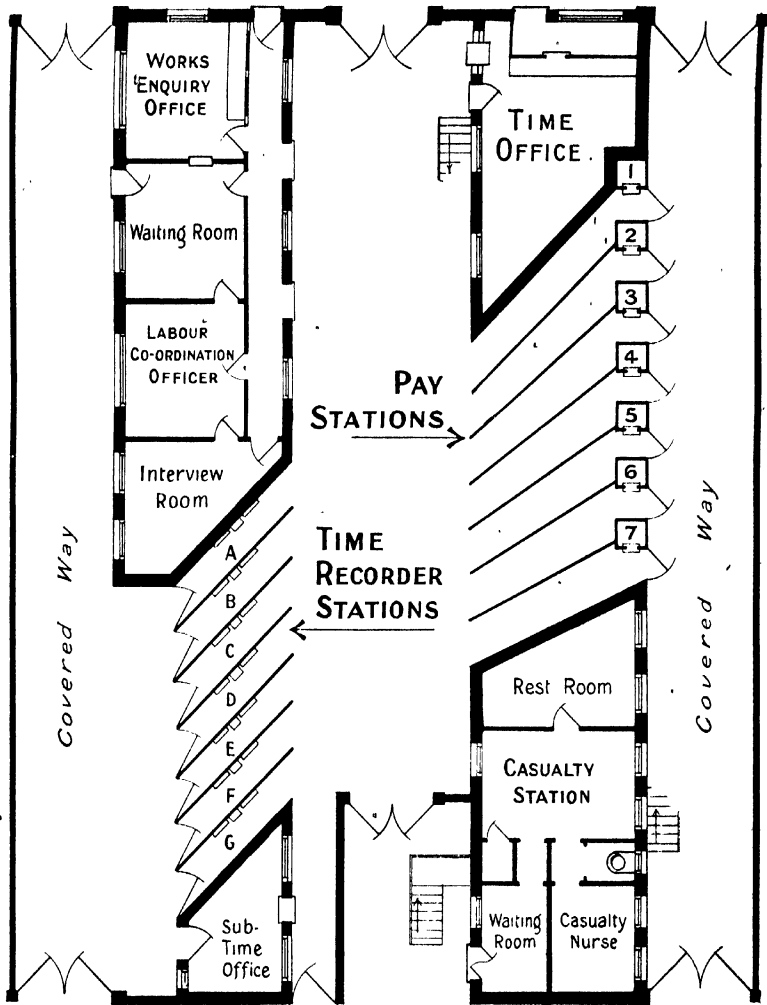 WORKS
ENQUIRY
OFFICE
TIME
OFFICE
1
Waiting Room
2
3
LABOUR
CO-ORDINATION
OFFICER
4
PAY
STATIONS
5
Interview
Room
6
7
A
TIME
RECORDER
STATIONS
B
C
D
E
F
G
Covered Way
Covered Way
Rest Room
CASUALTY
STATION
Sub-
Time
Office
Waiting
Room
Casualty
Nurse